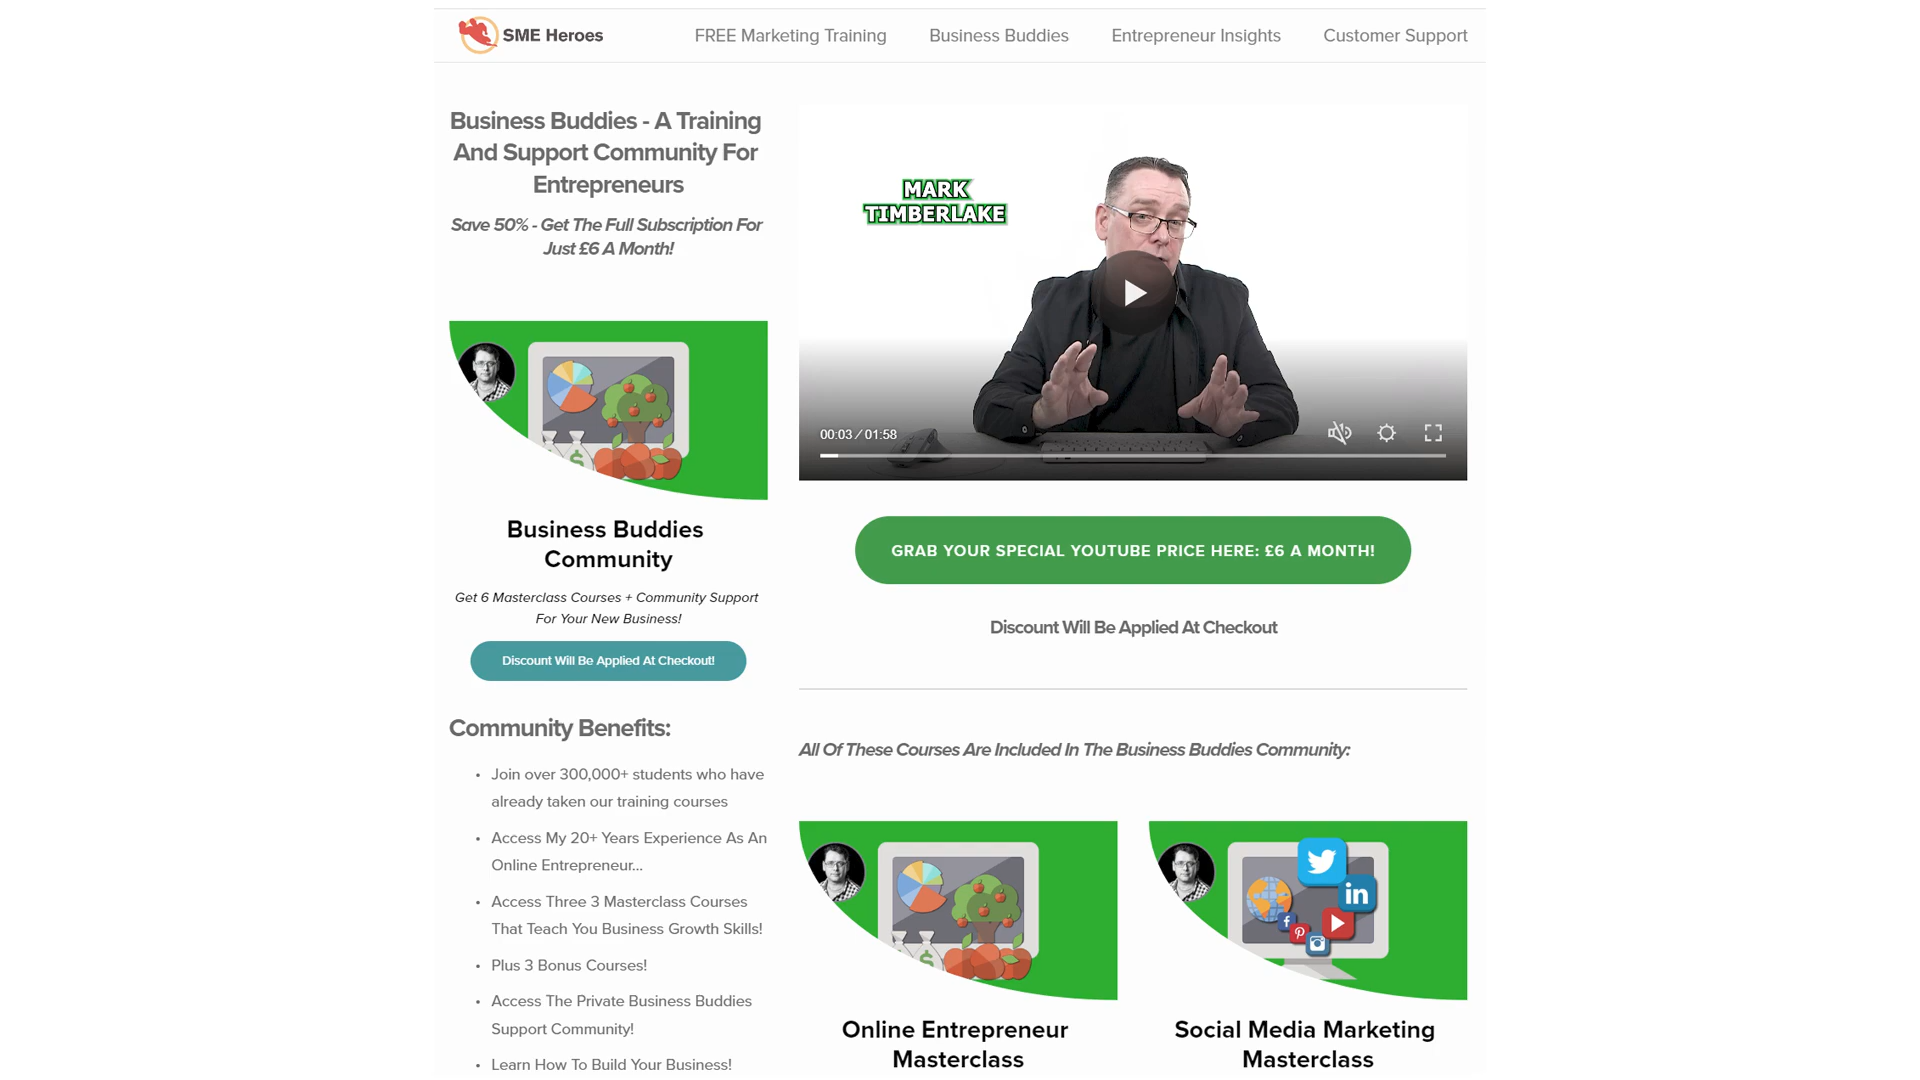 SME Heroes
FREE Marketing Training
Business Buddies
Entrepreneur Insights
Customer Support
Business Buddies - A Training
And Support Community For
Entrepreneurs
Save 50% - Get The Full Subscription For
Just £6 A Month!
Business Buddies
Community
Get 6 Masterclass Courses + Community Support
For Your New Business!
Discount Will Be Applied At Checkout!
Community Benefits:
• Join over 300,000+ students who have
already taken our training courses
• Access My 20+ Years Experience As An
Online Entrepreneur...
• Access Three 3 Masterclass Courses
That Teach You Business Growth Skills!
• Plus 3 Bonus Courses!
• Access The Private Business Buddies
Support Community!
• Learn How To Build Your Business!
MARK
TIMBERLAKE
00:03 / 01:58
GRAB YOUR SPECIAL YOUTUBE PRICE HERE: £6 A MONTH!
Discount Will Be Applied At Checkout
All Of These Courses Are Included In The Business Buddies Community:
Online Entrepreneur
Masterclass
in
Social Media Marketing
Masterclass